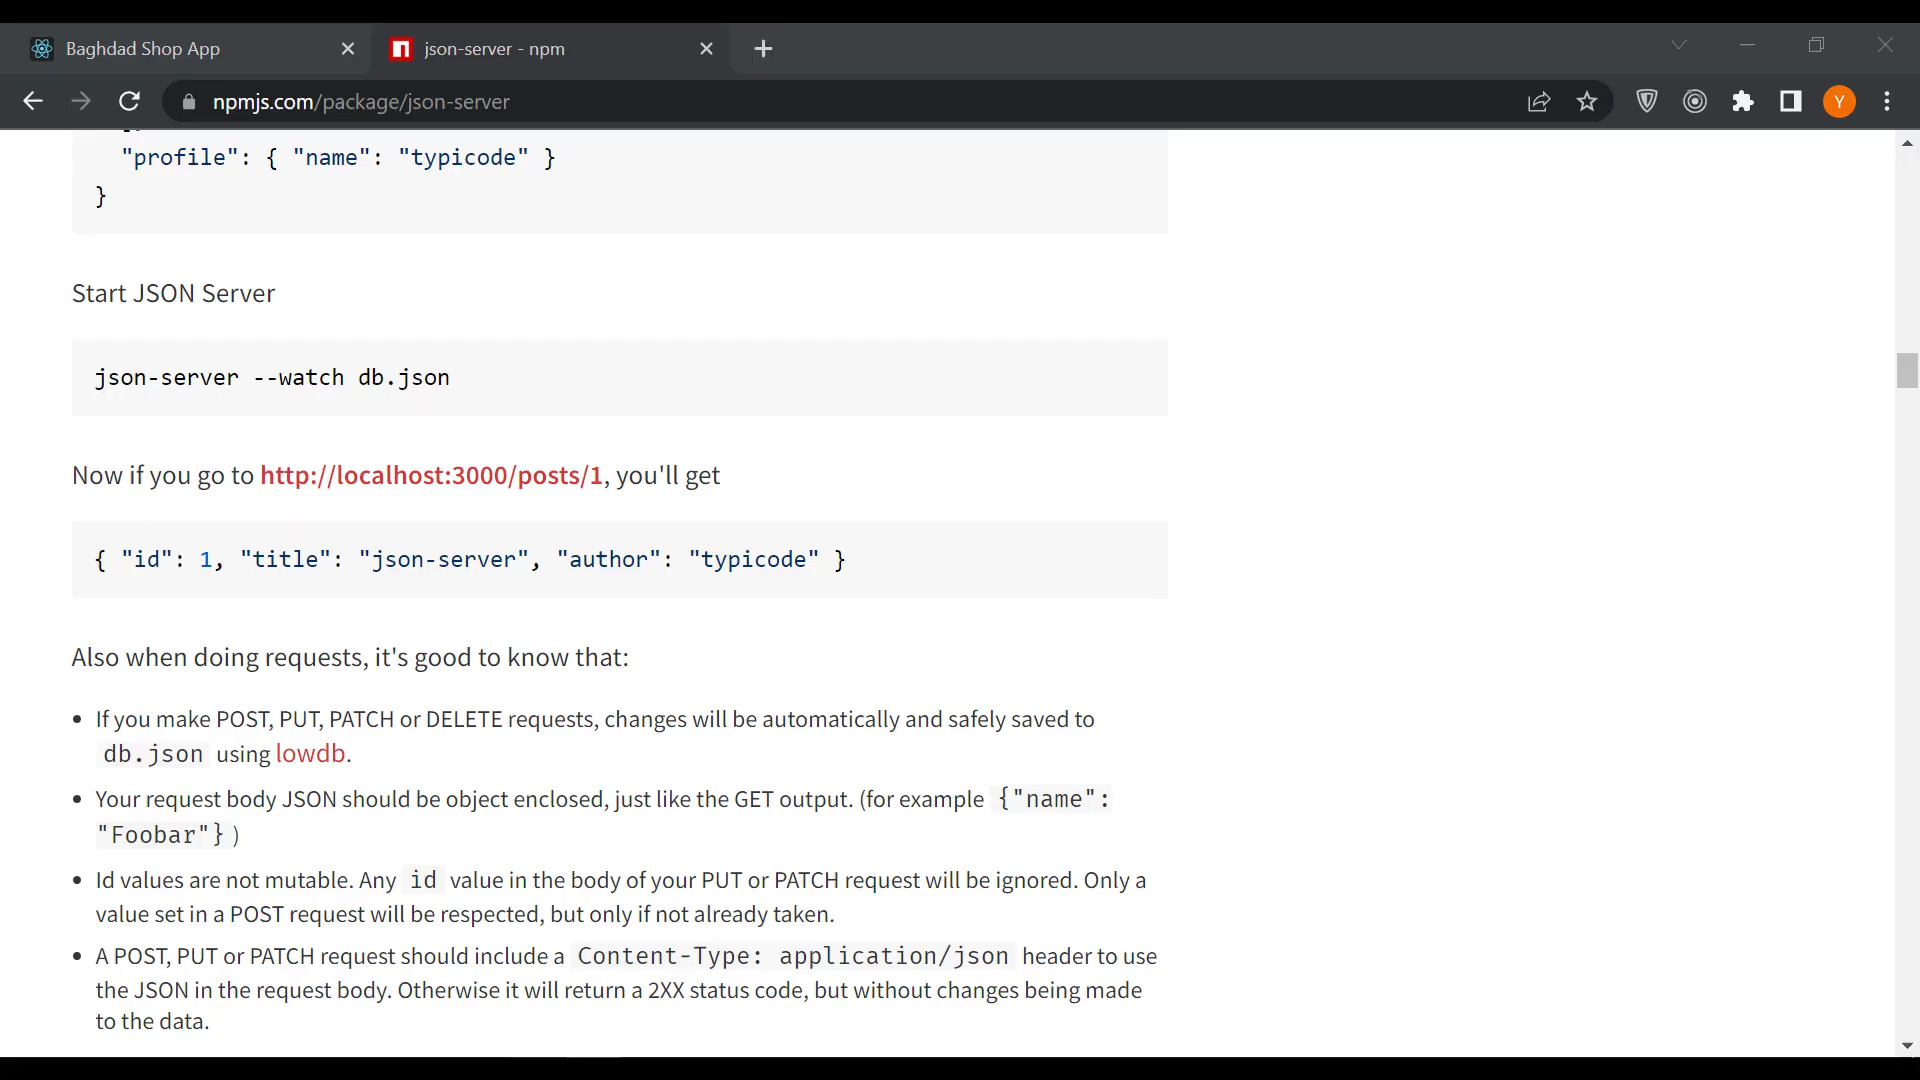 Baghdad Shop App
json-server - npm
npmjs.com/package/json-server
"profile": { "name": "typicode" }
}
Start JSON Server
json-server --watch db.json
Now if you go to http://localhost:3000/posts/1, you'll get
{ "id": 1, "title": "json-server", "author": "typicode" }
Also when doing requests, it's good to know that:
If you make POST, PUT, PATCH or DELETE requests, changes will be automatically and safely saved to
db.json using lowdb.
Your request body JSON should be object enclosed, just like the GET output. (for example {"name":
"Foobar"} )
Id values are not mutable. Any id value in the body of your PUT or PATCH request will be ignored. Only a
value set in a POST request will be respected, but only if not already taken.
A POST, PUT or PATCH request should include a Content-Type: application/json header to use
the JSON in the request body. Otherwise it will return a 2XX status code, but without changes being made
to the data.
Y